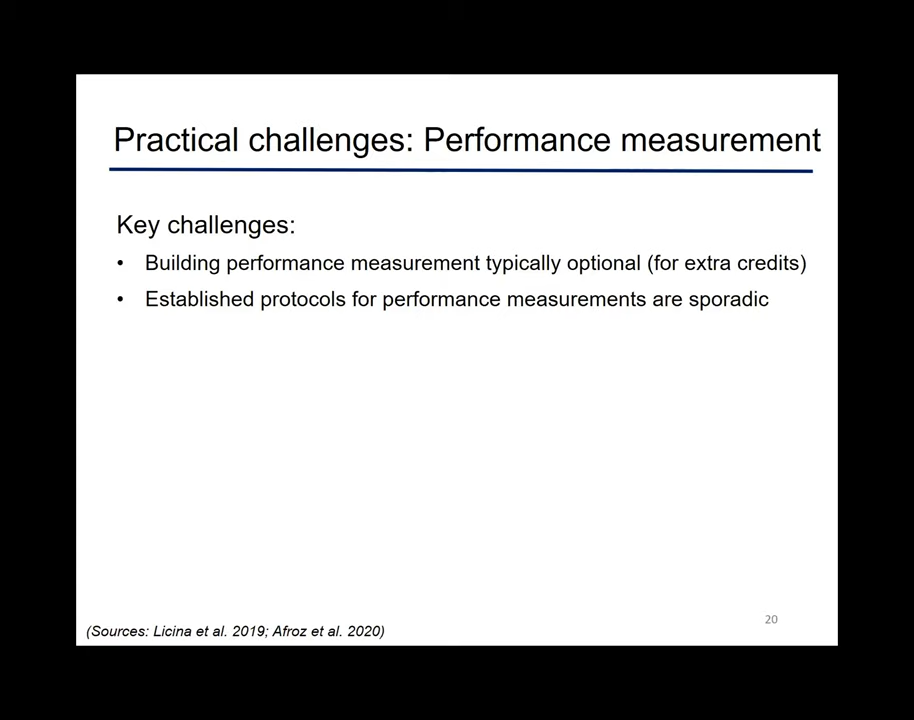 Practical challenges: Performance measurement
Key challenges:
• Building performance measurement typically optional (for extra credits)
• Established protocols for performance measurements are sporadic
20
(Sources: Licina et al. 2019; Afroz et al. 2020)